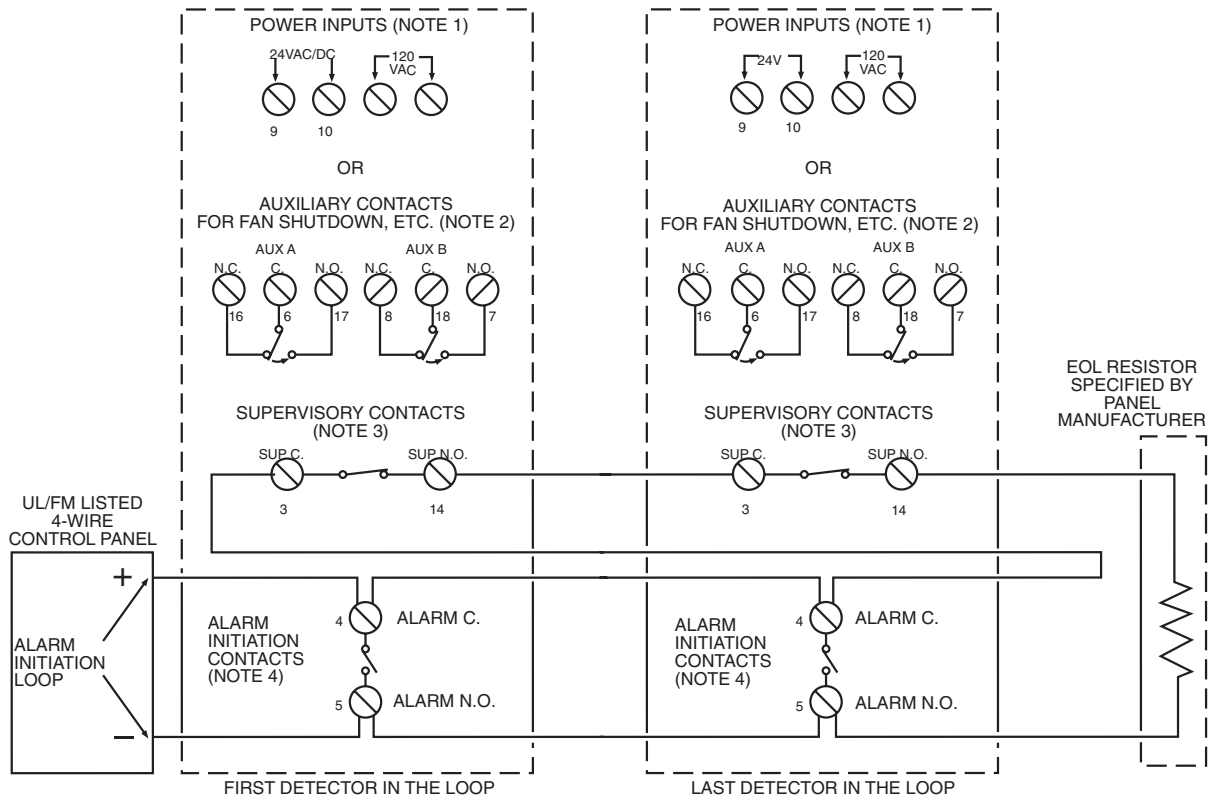 POWER INPUTS (NOTE 1)
24VAC/DC
120
VAC
9
10
OR
AUXILIARY CONTACTS
FOR FAN SHUTDOWN, ETC. (NOTE 2)
AUX A
AUX B
N.C.
C.
N.O.
N.C.
C.
N.O.
16
6
17
8
18
7
SUPERVISORY CONTACTS
(NOTE 3)
SUP C.
SUP N.O.
3
14
POWER INPUTS (NOTE 1)
24V
120
VAC
9
10
OR
AUXILIARY CONTACTS
FOR FAN SHUTDOWN, ETC. (NOTE 2)
AUX A
AUX B
N.C.
C.
N.O.
N.C.
C.
N.O.
16
6
17
8
18
7
SUPERVISORY CONTACTS
(NOTE 3)
SUP C.
SUP N.O.
3
14
EOL RESISTOR
SPECIFIED BY
PANEL
MANUFACTURER
UL/FM LISTED
4-WIRE
CONTROL PANEL
+
−
ALARM
INITIATION
LOOP
ALARM
INITIATION
CONTACTS
(NOTE 4)
4
ALARM C.
5
ALARM N.O.
ALARM
INITIATION
CONTACTS
(NOTE 4)
4
ALARM C.
5
ALARM N.O.
FIRST DETECTOR IN THE LOOP
LAST DETECTOR IN THE LOOP